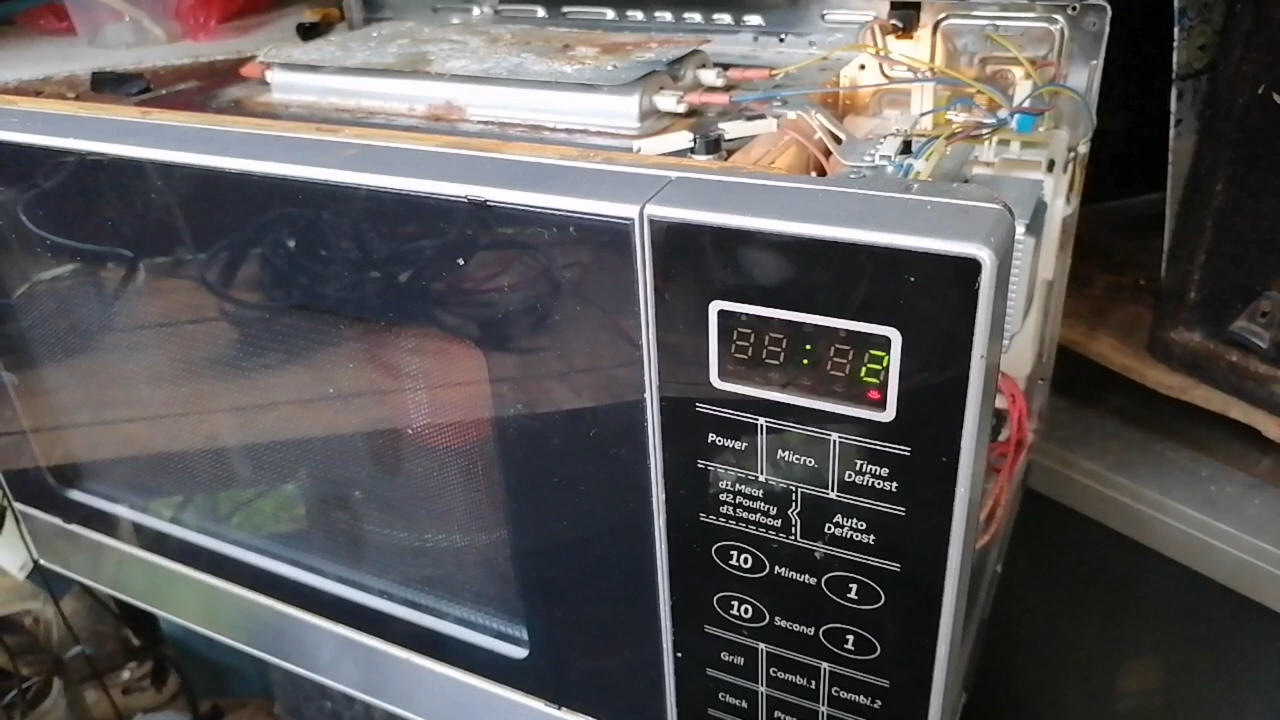 :2
Power Micro. Time
Defrost
d1.Meat
d2.Poultry
d3.Seafood
Auto
Defrost
10 Minute 1
10 Second 1
Grill Combi.1 Combi.2
Clock